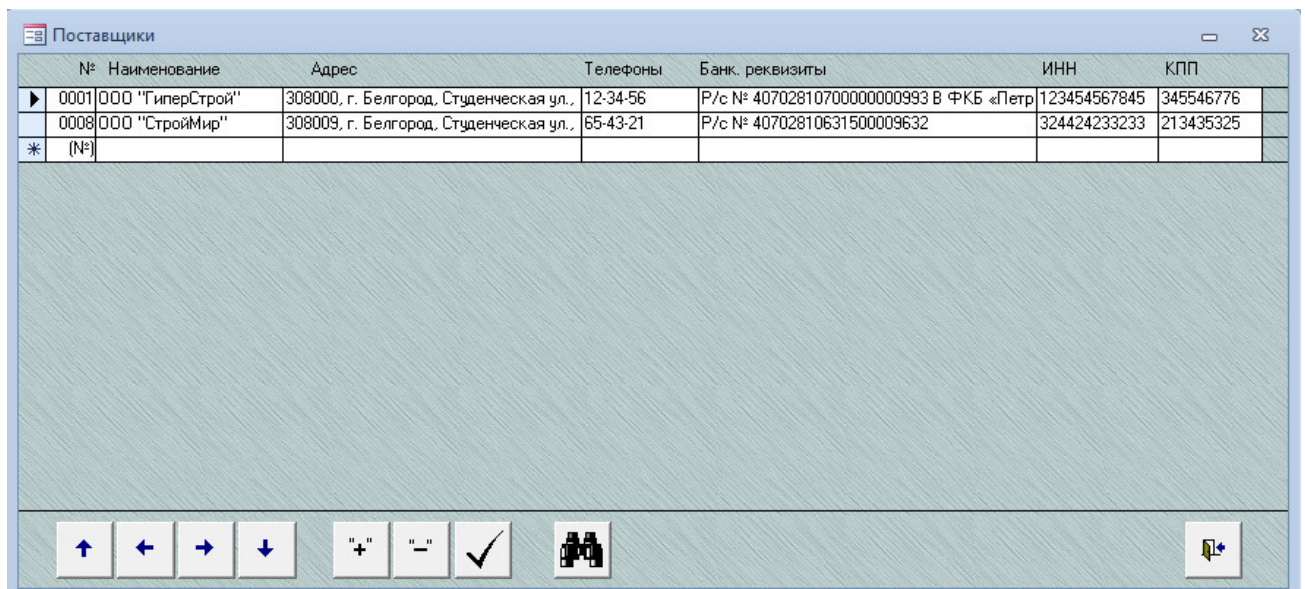 Поставщики
№ Наименование Адрес Телефоны Банк. реквизиты ИНН КПП
0001 ООО "ГиперСтрой" 308000, г. Белгород, Студенческая ул., 12-34-56 Р/с № 40702810700000000993 В ФКБ «Петр 123454567845 345546776
0008 ООО "СтройМир" 308009, г. Белгород, Студенческая ул., 65-43-21 Р/с № 40702810631500009632 324424233233 213435325
(№)
"+" "–"